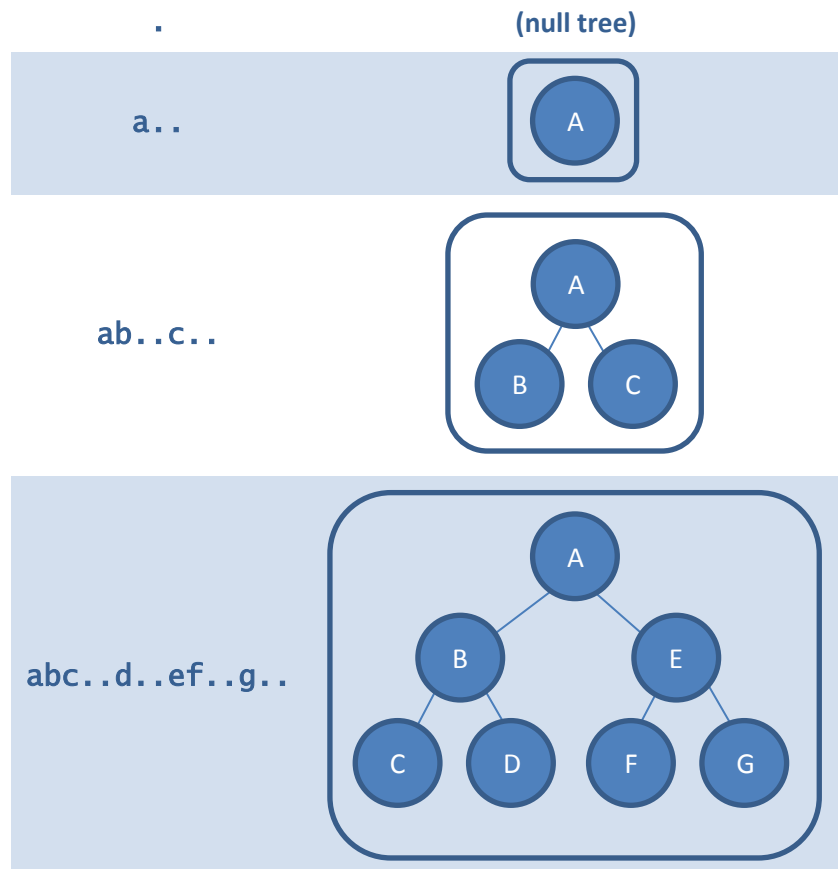 . (null tree)
a.. A
A
ab..c..
B C
A
B E
abc..d..ef..g..
C D F G